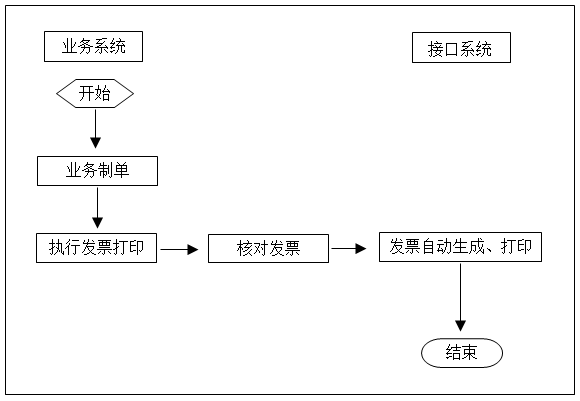 业务系统
接口系统
开始
业务制单
执行发票打印
核对发票
发票自动生成、打印
结束